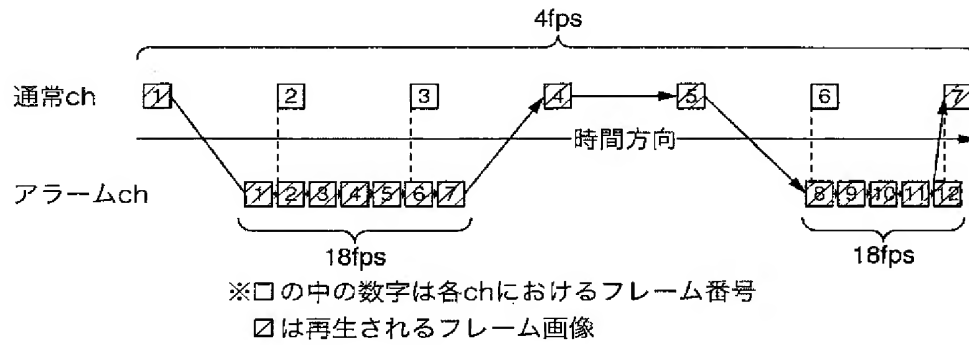 4fps
通常ch 1 2 3 4 5 6 7
時間方向
アラームch 1 2 3 4 5 6 7 8 9 10 11 12
18fps 18fps
※□の中の数字は各chにおけるフレーム番号
⍁は再生されるフレーム画像